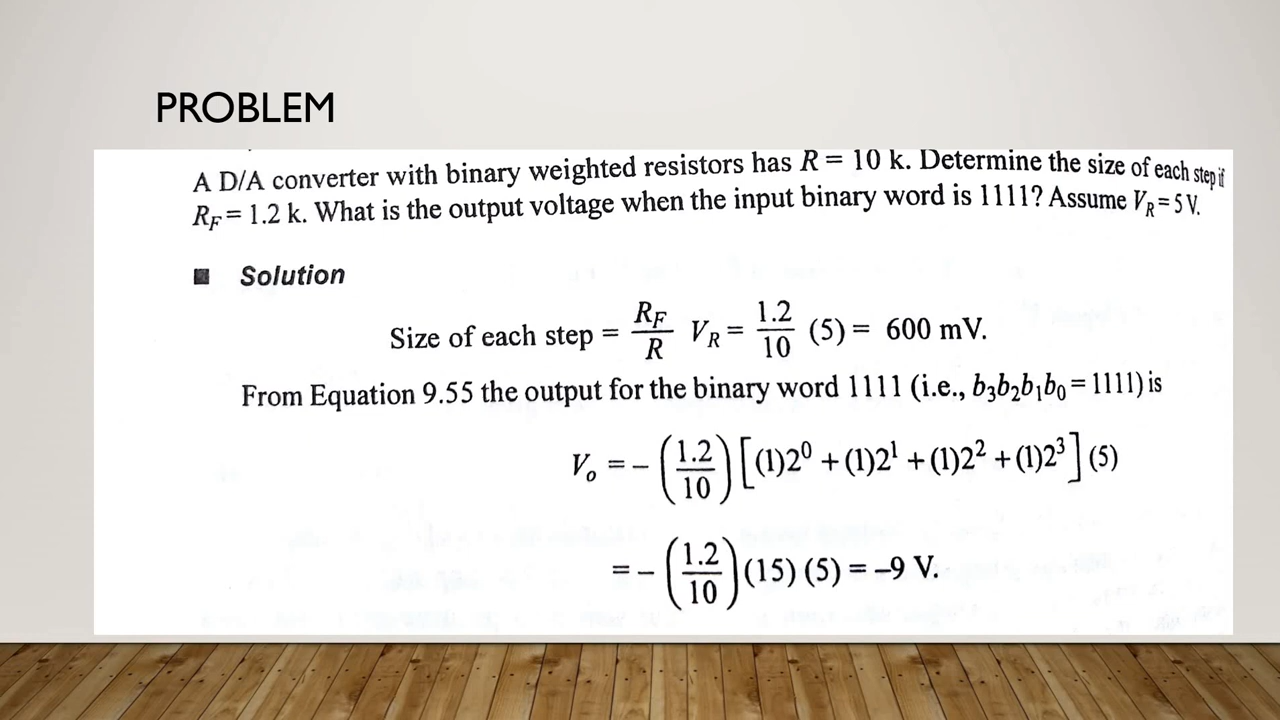 PROBLEM
A D/A converter with binary weighted resistors has R = 10 k. Determine the size of each step if
R_F = 1.2 k. What is the output voltage when the input binary word is 1111? Assume V_R = 5 V.
■ Solution
Size of each step = \frac{R_F}{R} V_R = \frac{1.2}{10} (5) = 600 mV.
From Equation 9.55 the output for the binary word 1111 (i.e., b_3b_2b_1b_0 = 1111) is
V_o = − (\frac{1.2}{10}) [(1)2^0 + (1)2^1 + (1)2^2 + (1)2^3] (5)
= − (\frac{1.2}{10}) (15) (5) = –9 V.